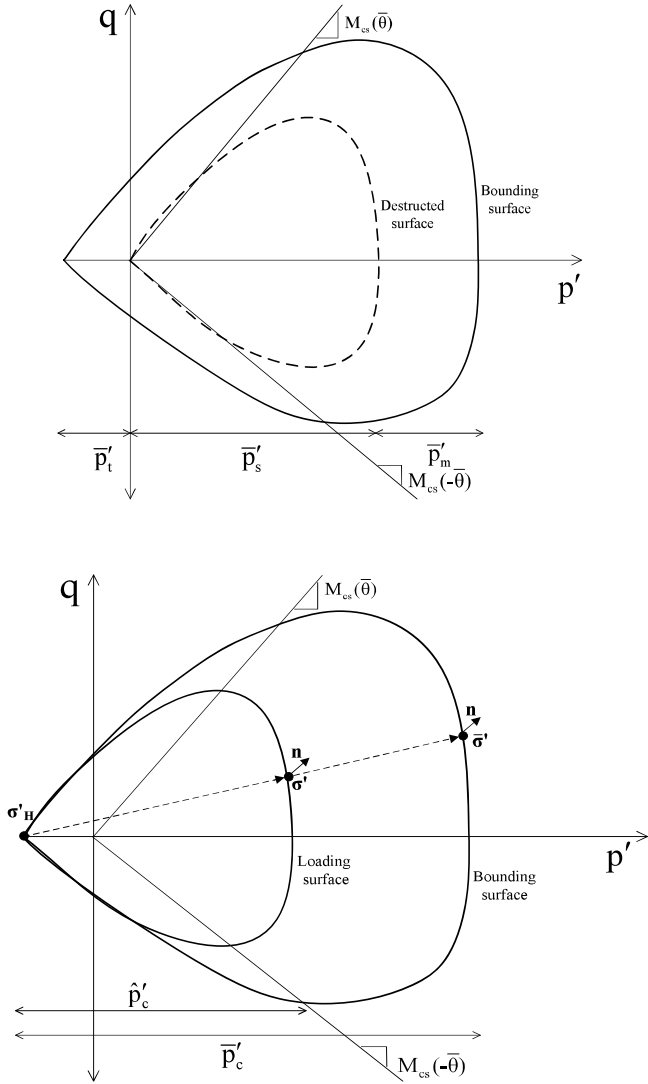 q
M_cs(θ̄)
Destructed
surface
Bounding
surface
p′
p̄′_t
p̄′_s
p̄′_m
M_cs(-θ̄)
q
M_cs(θ̄)
n
σ̄'
n
σ'
σ'_H
p′
Loading
surface
Bounding
surface
p̂′_c
p̄′_c
M_cs(-θ̄)